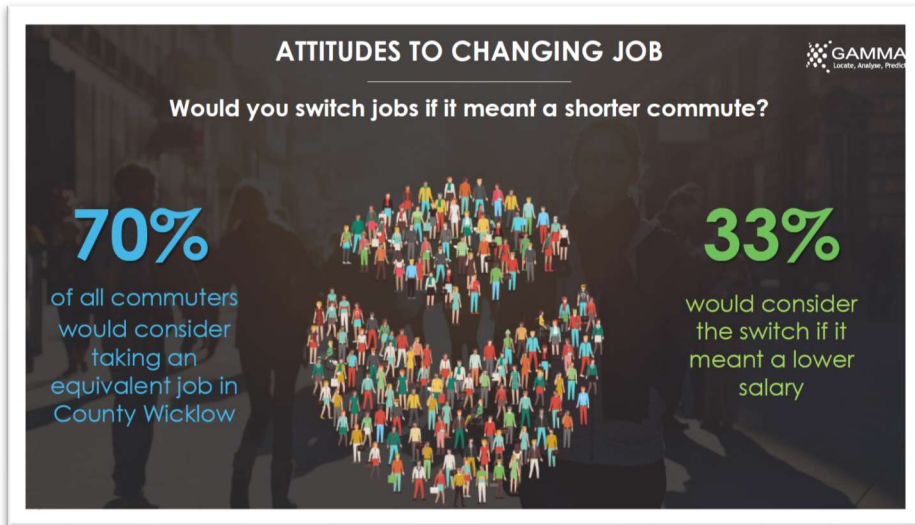 ATTITUDES TO CHANGING JOB
GAMMA
Locate, Analyse, Predict
Would you switch jobs if it meant a shorter commute?
70%
of all commuters
would consider
taking an
equivalent job in
County Wicklow
33%
would consider
the switch if it
meant a lower
salary